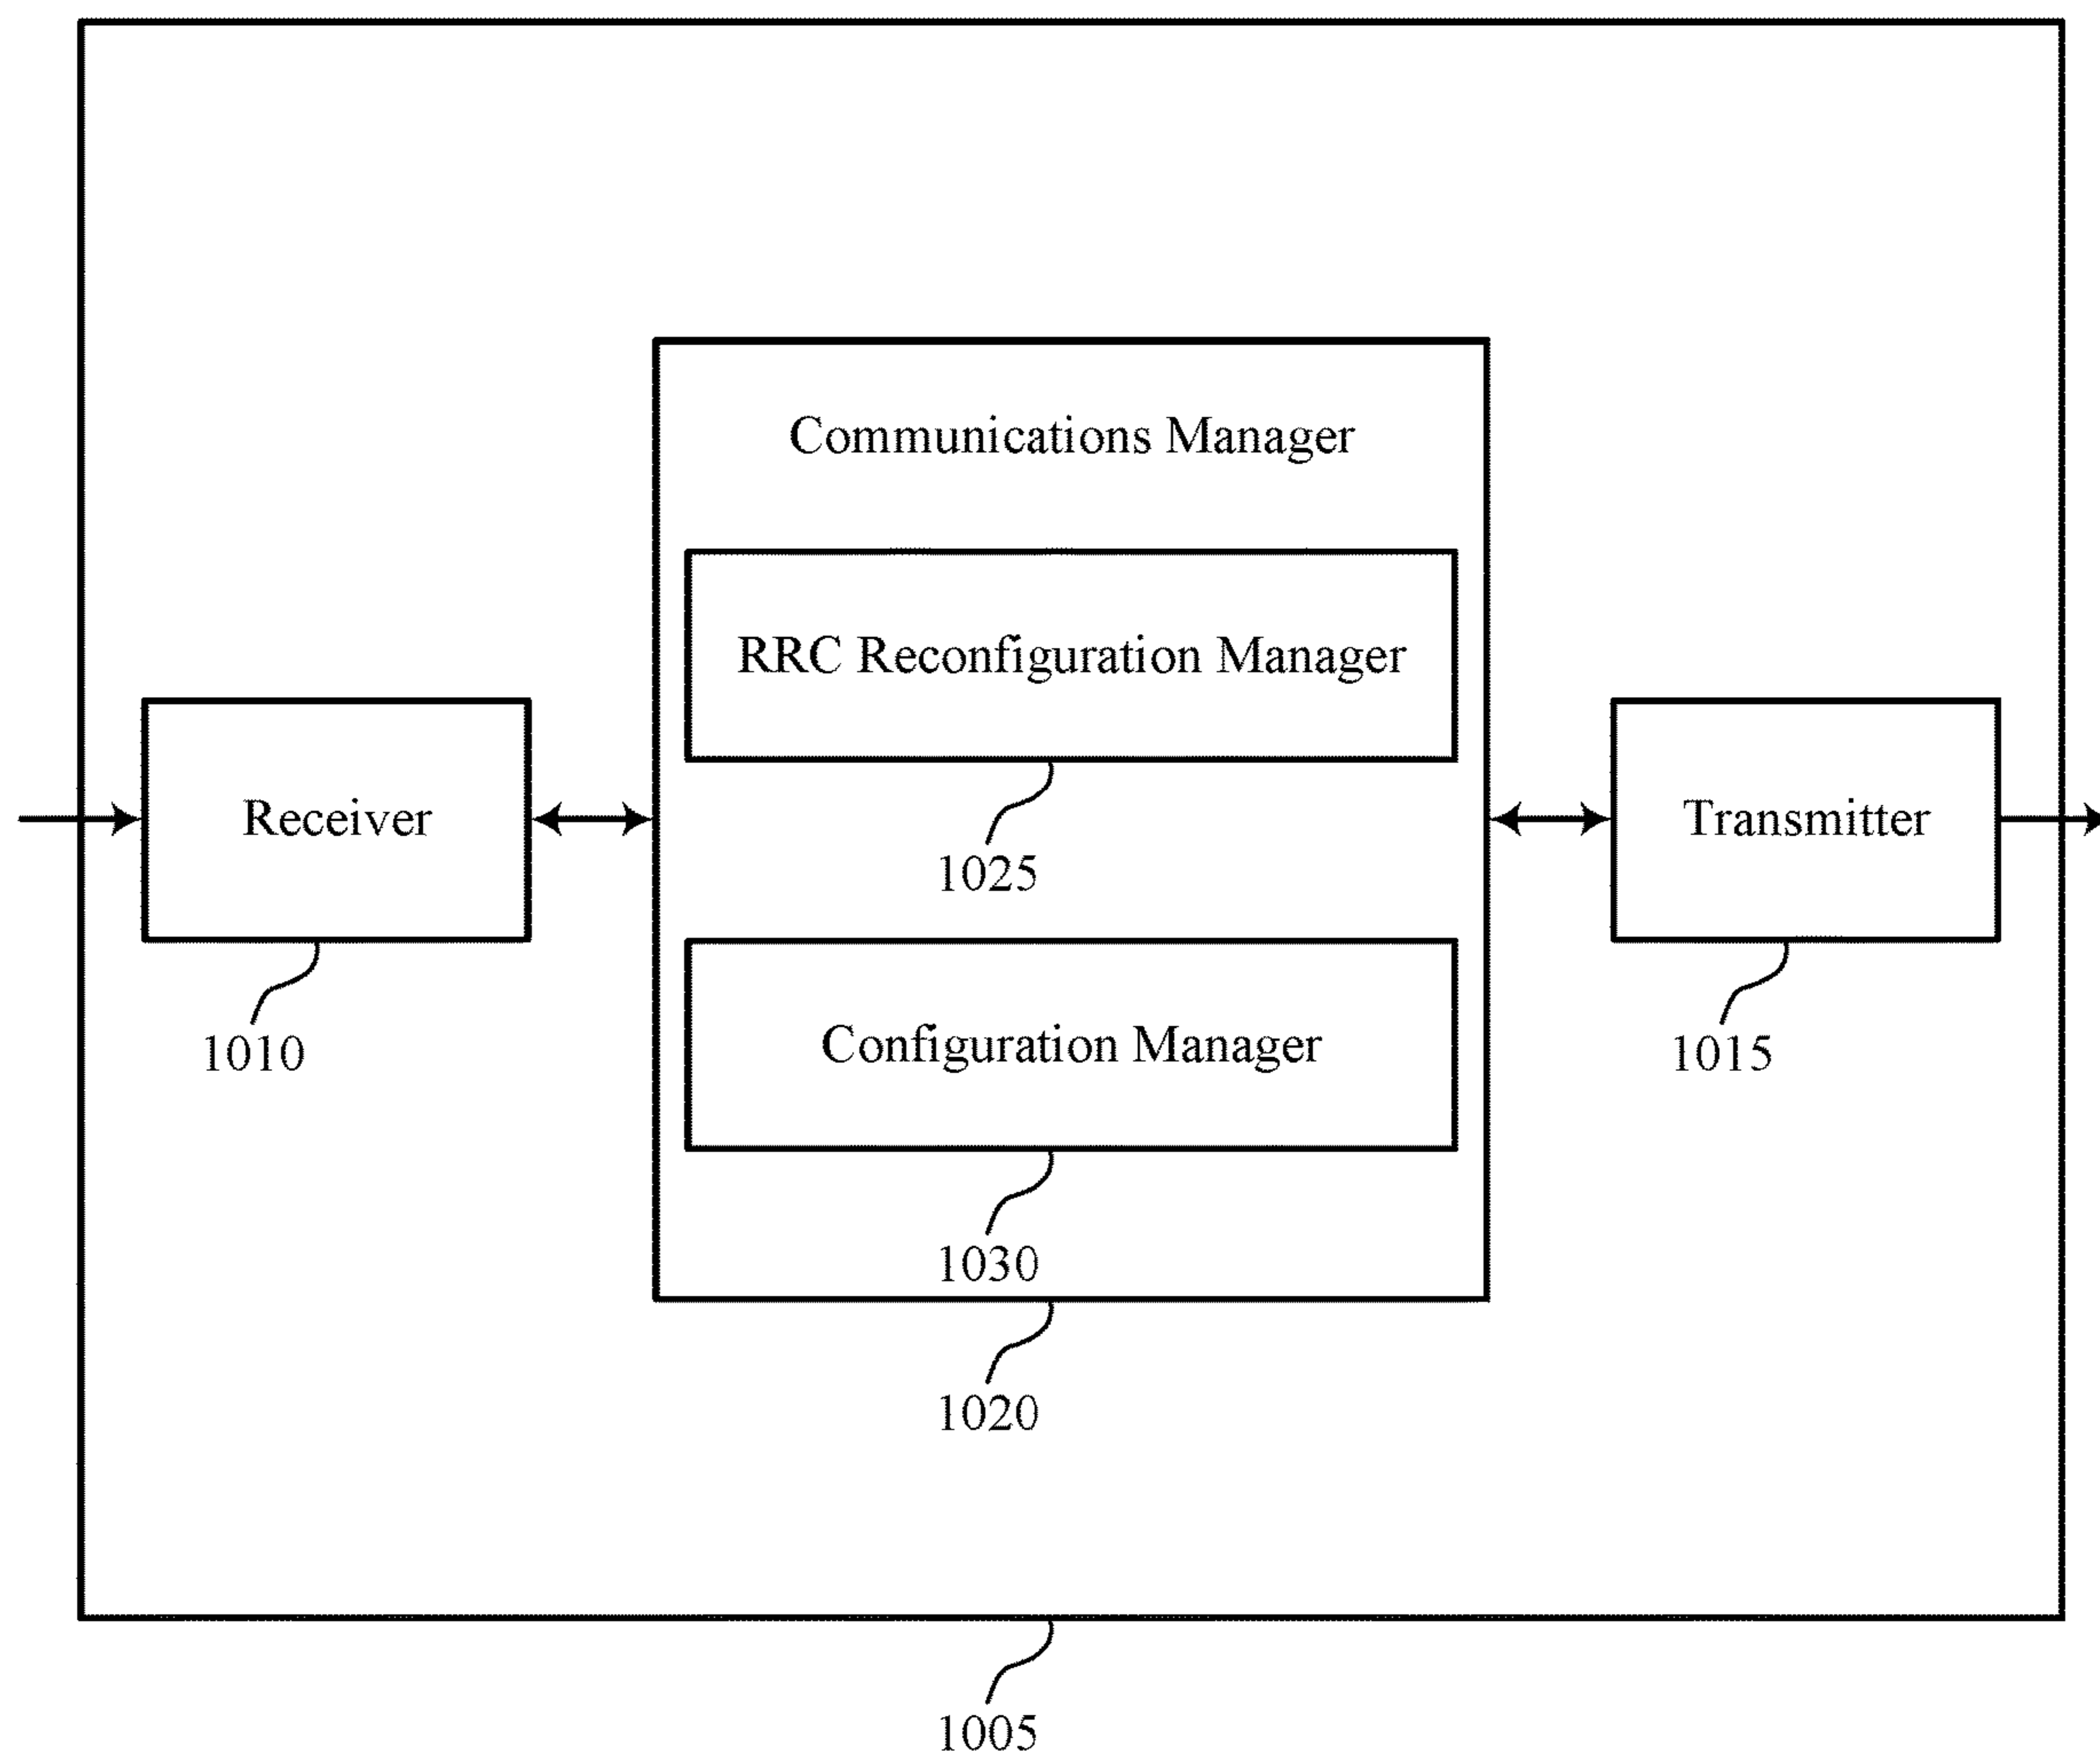 Communications Manager
RRC Reconfiguration Manager
1025
Receiver
1010
Transmitter
1015
Configuration Manager
1030
1020
1005